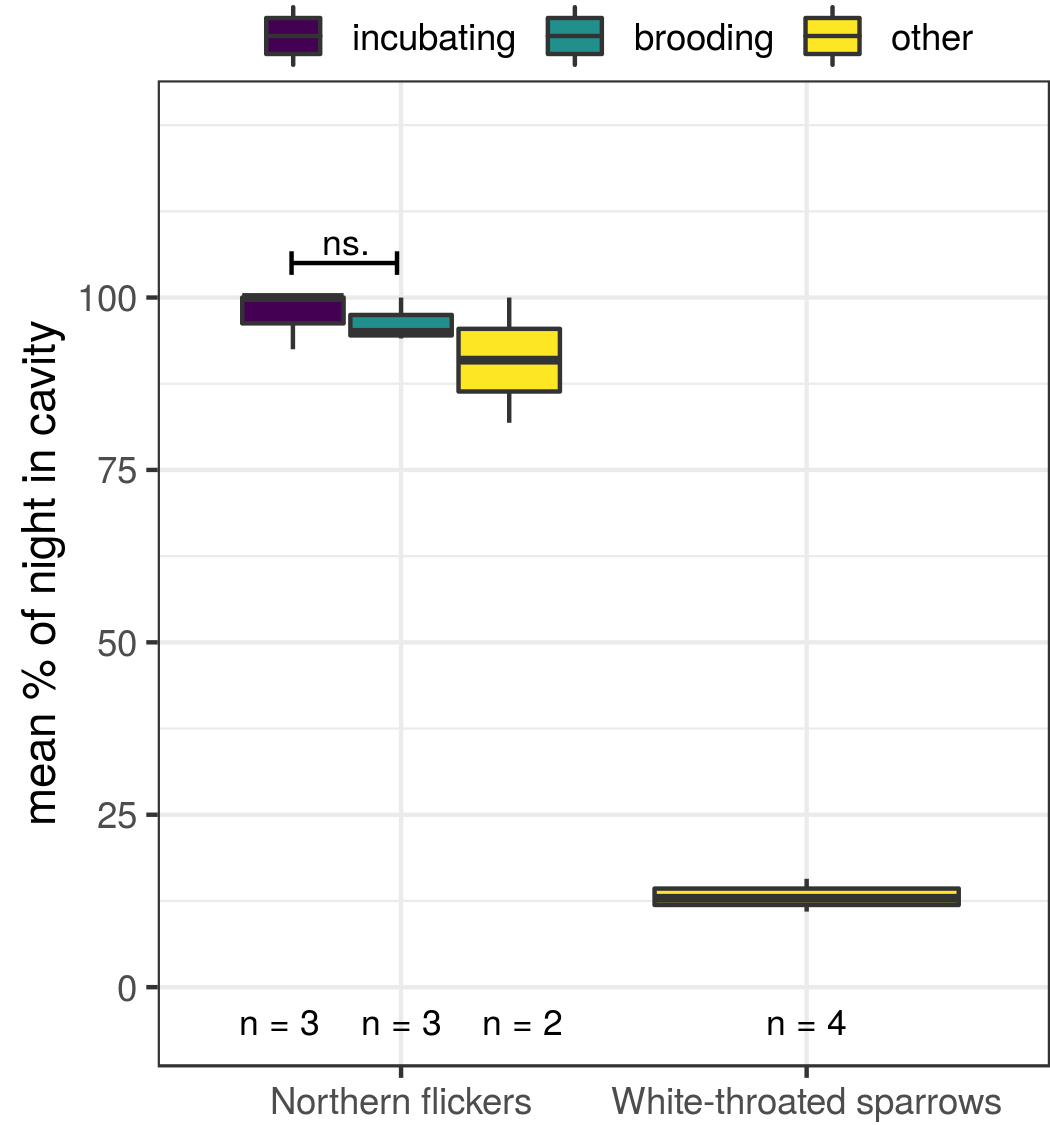 incubating brooding other
ns.
100
75
50
25
0
mean % of night in cavity
n = 3 n = 3 n = 2 n = 4
Northern flickers White-throated sparrows